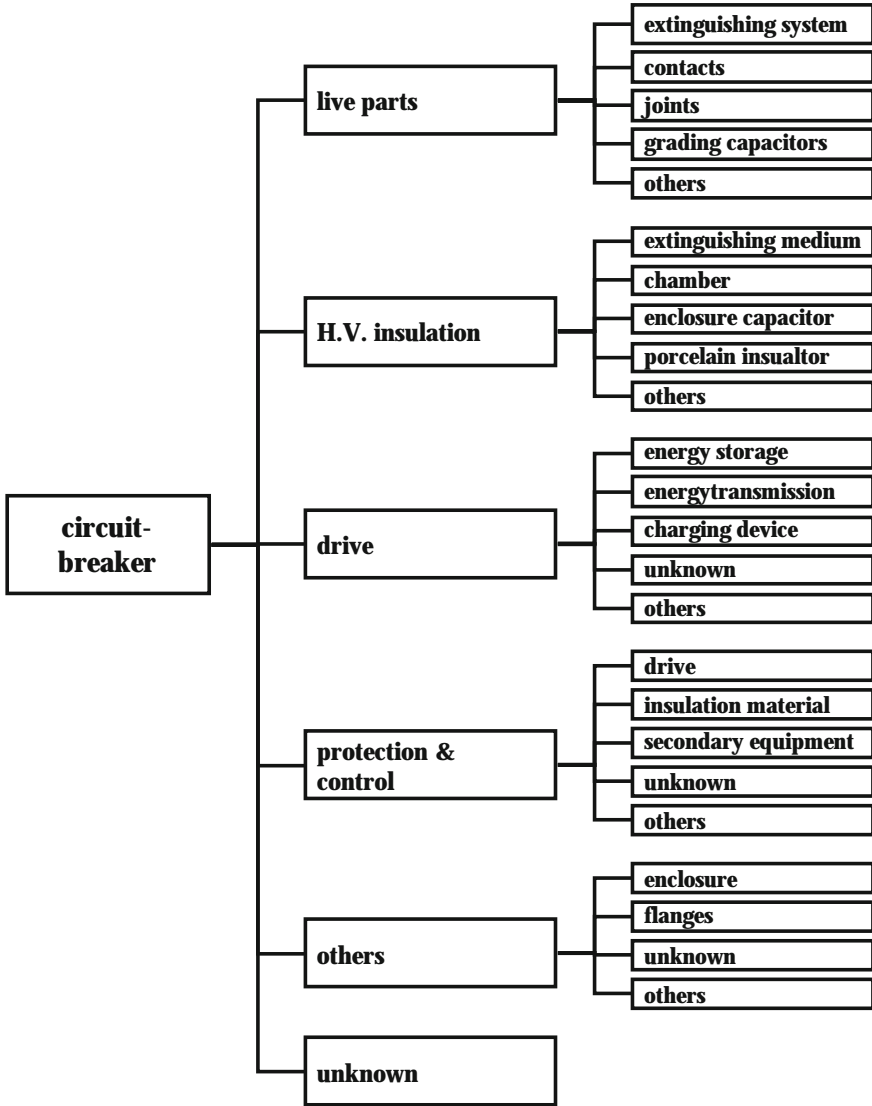 circuit-
breaker
live parts
extinguishing system
contacts
joints
grading capacitors
others
H.V. insulation
extinguishing medium
chamber
enclosure capacitor
porcelain insualtor
others
drive
energy storage
energytransmission
charging device
unknown
others
protection &
control
drive
insulation material
secondary equipment
unknown
others
others
enclosure
flanges
unknown
others
unknown